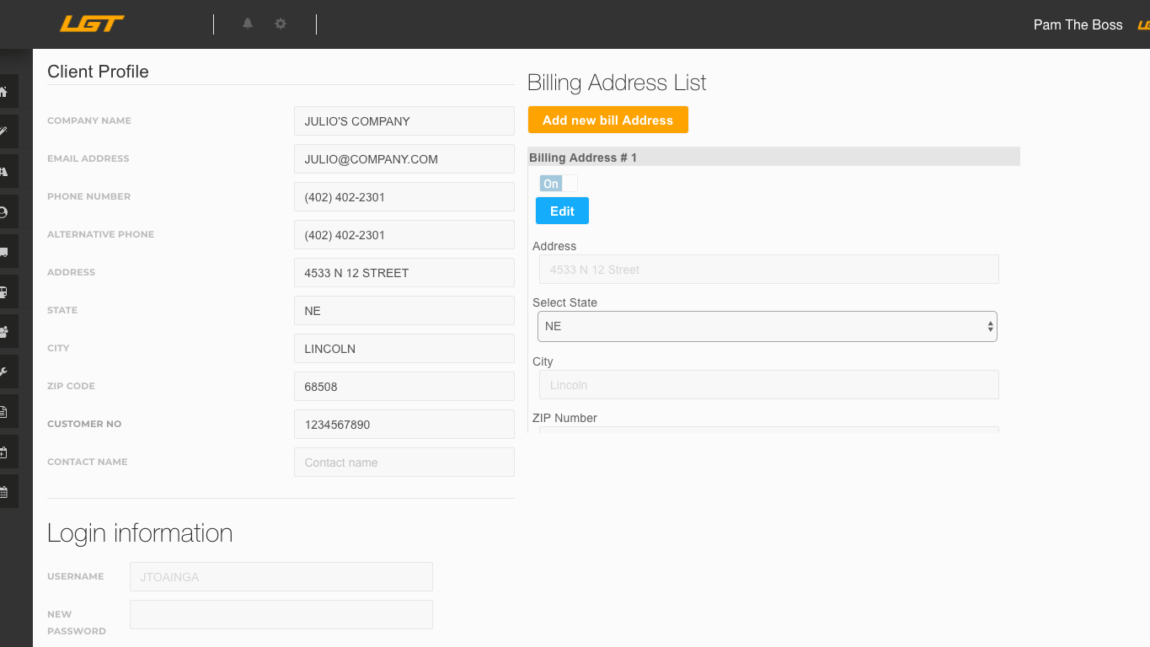 LGT
Pam The Boss
Client Profile
COMPANY NAME
JULIO'S COMPANY
EMAIL ADDRESS
JULIO@COMPANY.COM
PHONE NUMBER
(402) 402-2301
ALTERNATIVE PHONE
(402) 402-2301
ADDRESS
4533 N 12 STREET
STATE
NE
CITY
LINCOLN
ZIP CODE
68508
CUSTOMER NO
1234567890
CONTACT NAME
Contact name
Login information
USERNAME
JTOAINGA
NEW
PASSWORD
Billing Address List
Add new bill Address
Billing Address # 1
On
Edit
Address
4533 N 12 Street
Select State
NE
City
Lincoln
ZIP Number